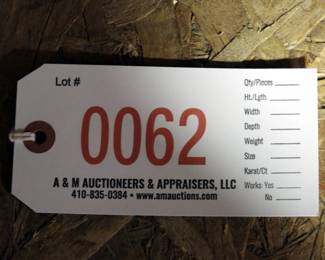 Lot #
0062
A & M AUCTIONEERS & APPRAISERS, LLC
410-835-0384 • www.amauctions.com
Qty/Pieces
Ht./Lgth.
Width
Depth
Weight
Size
Karat/Ct
Works: Yes
No